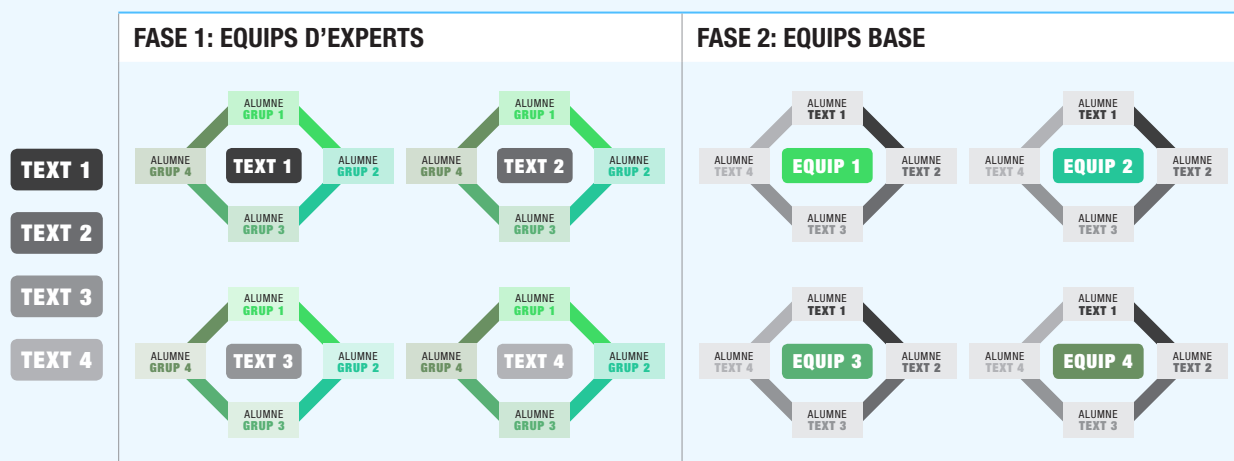 FASE 1: EQUIPS D’EXPERTS
FASE 2: EQUIPS BASE
TEXT 1
TEXT 2
TEXT 3
TEXT 4
ALUMNE
GRUP 1
ALUMNE
GRUP 4
TEXT 1
ALUMNE
GRUP 2
ALUMNE
GRUP 3
ALUMNE
GRUP 1
ALUMNE
GRUP 4
TEXT 2
ALUMNE
GRUP 2
ALUMNE
GRUP 3
ALUMNE
GRUP 1
ALUMNE
GRUP 4
TEXT 3
ALUMNE
GRUP 2
ALUMNE
GRUP 3
ALUMNE
GRUP 1
ALUMNE
GRUP 4
TEXT 4
ALUMNE
GRUP 2
ALUMNE
GRUP 3
ALUMNE
TEXT 1
ALUMNE
TEXT 4
EQUIP 1
ALUMNE
TEXT 2
ALUMNE
TEXT 3
ALUMNE
TEXT 1
ALUMNE
TEXT 4
EQUIP 2
ALUMNE
TEXT 2
ALUMNE
TEXT 3
ALUMNE
TEXT 1
ALUMNE
TEXT 4
EQUIP 3
ALUMNE
TEXT 2
ALUMNE
TEXT 3
ALUMNE
TEXT 1
ALUMNE
TEXT 4
EQUIP 4
ALUMNE
TEXT 2
ALUMNE
TEXT 3